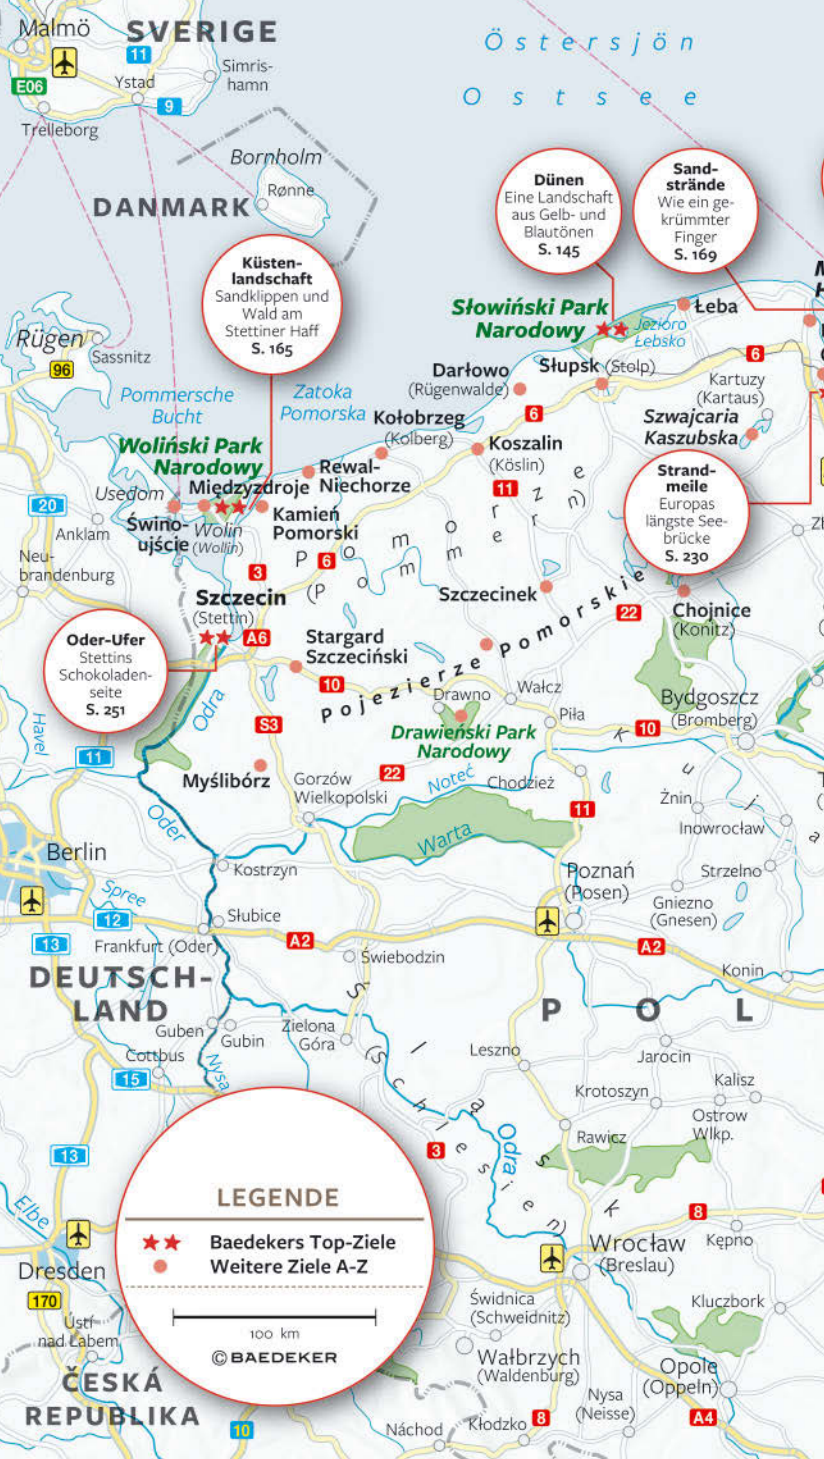 Malmö
SVERIGE
11
Simris-
hamn
E06
Ystad
9
Trelleborg
Östersjön
Ostsee
Bornholm
Rønne
DANMARK
Dünen
Eine Landschaft
aus Gelb- und
Blautönen
S. 145
Sand-
strände
Wie ein ge-
krümmter
Finger
S. 169
Küsten-
landschaft
Sandklippen und
Wald am
Stettiner Haff
S. 165
Słowiński Park
Narodowy
Łeba
Jezioro
Łebsko
Rügen
Sassnitz
96
6
Darłowo
(Rügenwalde)
Słupsk (Stolp)
Kartuzy
(Kartaus)
Pommersche
Bucht
Zatoka
Pomorska
Kołobrzeg
(Kolberg)
6
Szwajcaria
Kaszubska
Koszalin
(Köslin)
Woliński Park
Narodowy
Rewal-
Niechorze
Strand-
meile
Europas
längste See-
brücke
S. 230
Usedom
Międzyzdroje
11
20
Anklam
Świno-
ujście
Wolin
(Wollin)
Kamień
Pomorski
Neu-
brandenburg
Pomorze
(Pommern)
3
6
Szczecin
(Stettin)
Szczecinek
22
Chojnice
(Konitz)
A6
Oder-Ufer
Stettins
Schokoladen-
seite
S. 251
Stargard
Szczeciński
Pojezierze Pomorskie
10
Drawno
Wałcz
Bydgoszcz
(Bromberg)
Havel
Odra
S3
Piła
Drawieński Park
Narodowy
10
11
Myślibórz
22
Gorzów
Wielkopolski
Noteć
Chodzież
Żnin
Kuja
Oder
11
Inowrocław
Berlin
Warta
Kostrzyn
Poznań
(Posen)
Strzelno
Spree
12
Słubice
Gniezno
(Gnesen)
13
Frankfurt (Oder)
A2
A2
Świebodzin
Konin
DEUTSCH-
LAND
POL
Guben
Gubin
Zielona
Góra
Śląsk
(Schlesien)
Leszno
Jarocin
Cottbus
Nysa
15
Krotoszyn
Kalisz
Ostrow
Wlkp.
Rawicz
Odra
13
3
LEGENDE
Baedekers Top-Ziele
Weitere Ziele A-Z
100 km
©BAEDEKER
Elbe
8
Dresden
Wrocław
(Breslau)
Kępno
170
Ústí
nad Labem
Świdnica
(Schweidnitz)
Kluczbork
Wałbrzych
(Waldenburg)
Opole
(Oppeln)
ČESKÁ
REPUBLIKA
Nysa
(Neisse)
10
Náchod
Kłodzko
8
A4